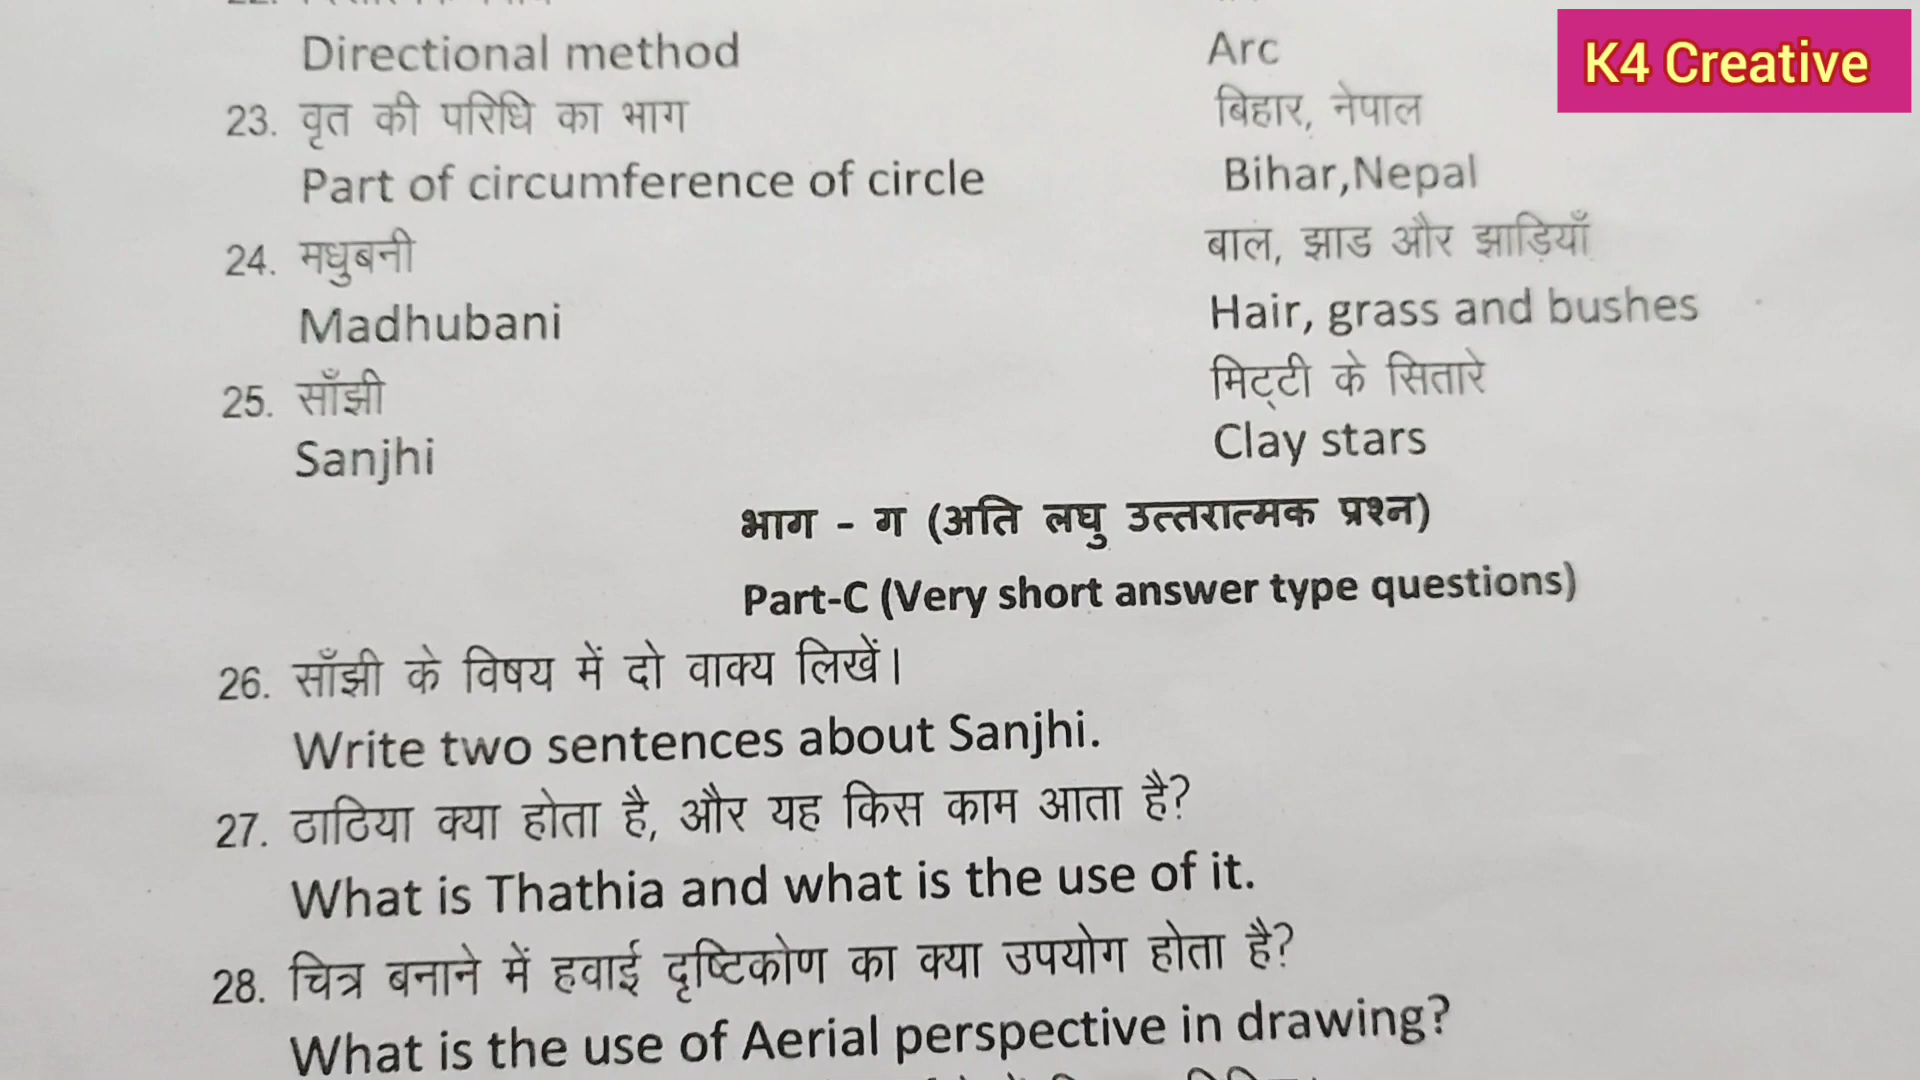 Directional method
Arc
K4 Creative
23. वृत की परिधि का भाग
बिहार, नेपाल
Part of circumference of circle
Bihar,Nepal
24. मधुबनी
बाल, झाड और झाड़ियाँ
Madhubani
Hair, grass and bushes
25. साँझी
मिट्टी के सितारे
Sanjhi
Clay stars
भाग - ग (अति लघु उत्तरात्मक प्रश्न)
Part-C (Very short answer type questions)
26. साँझी के विषय में दो वाक्य लिखें।
Write two sentences about Sanjhi.
27. ठाठिया क्या होता है, और यह किस काम आता है?
What is Thathia and what is the use of it.
28. चित्र बनाने में हवाई दृष्टिकोण का क्या उपयोग होता है?
What is the use of Aerial perspective in drawing?